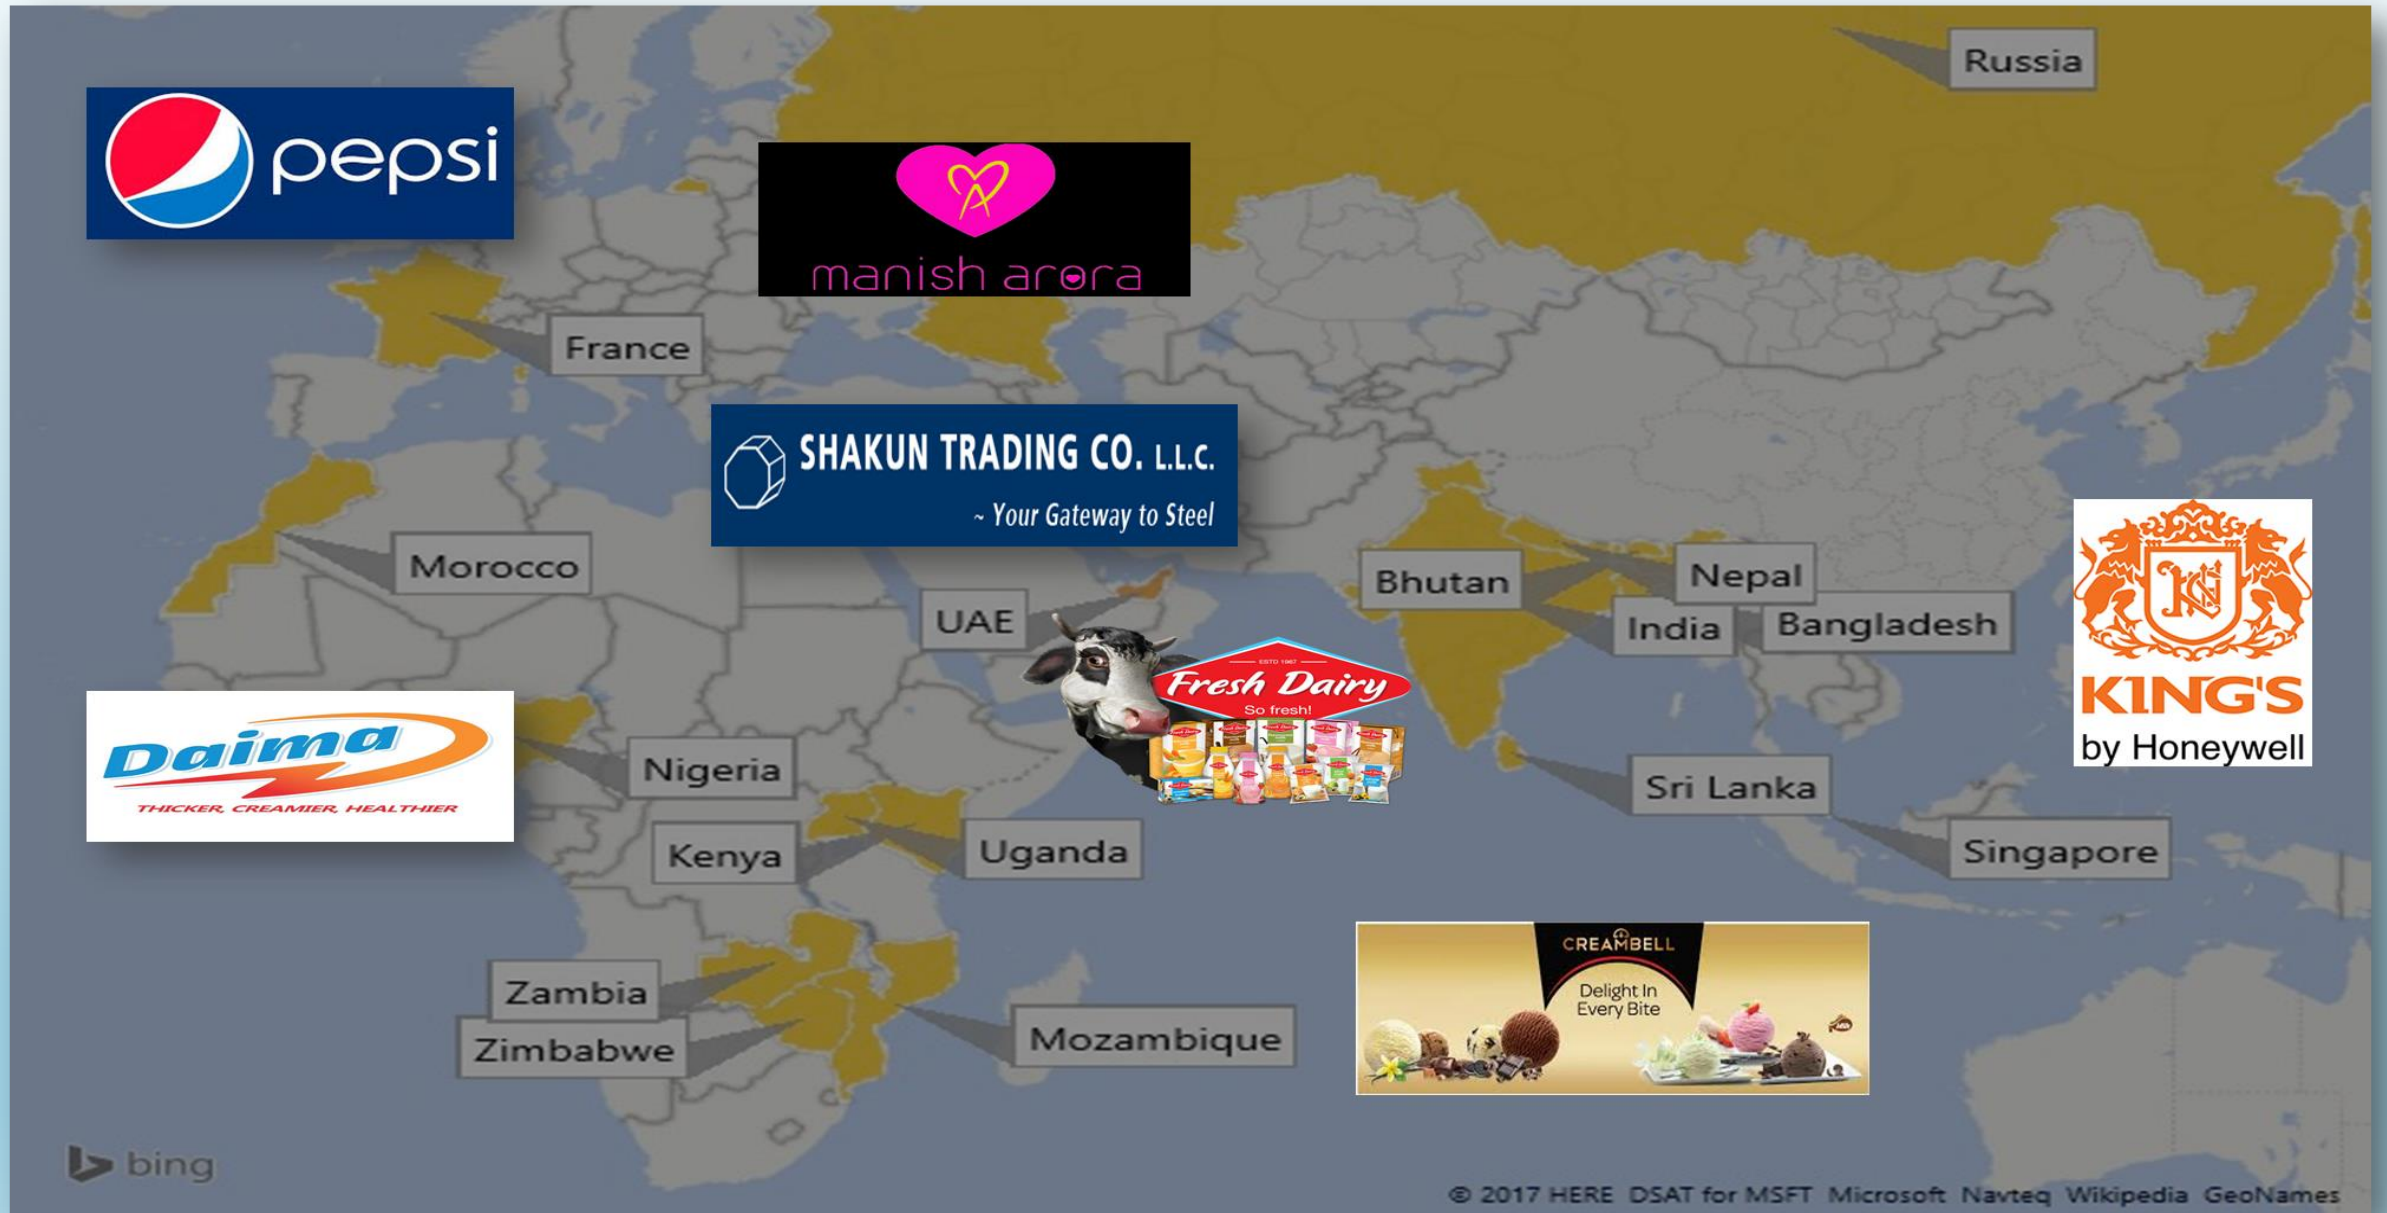 Russia
pepsi
manish arora
France
SHAKUN TRADING CO. L.L.C.
~ Your Gateway to Steel
Morocco
Bhutan
Nepal
UAE
India
Bangladesh
KING'S
by Honeywell
ESTD 1967
Fresh Dairy
So fresh!
Daima
THICKER, CREAMIER, HEALTHIER
Nigeria
Sri Lanka
Kenya
Uganda
Singapore
CREAMBELL
Delight In
Every Bite
Zambia
Zimbabwe
Mozambique
bing
© 2017 HERE DSAT for MSFT Microsoft Navteq Wikipedia GeoNames